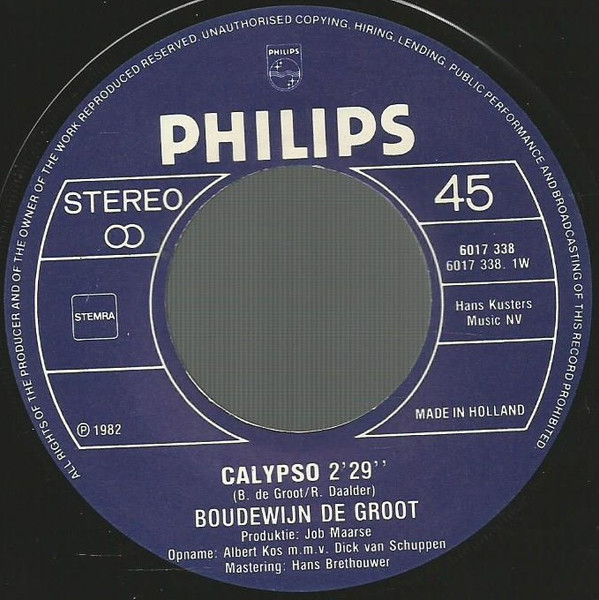 ALL RIGHTS OF THE PRODUCER AND OF THE OWNER OF THE WORK REPRODUCED RESERVED. UNAUTHORISED COPYING, HIRING, LENDING, PUBLIC PERFORMANCE AND BROADCASTING OF THIS RECORD PROHIBITED
PHILIPS
PHILIPS
STEREO
45
6017 338
6017 338. 1W
STEMRA
Hans Kusters
Music NV
℗ 1982
MADE IN HOLLAND
CALYPSO 2'29''
(B. de Groot/R. Daalder)
BOUDEWIJN DE GROOT
Produktie: Job Maarse
Opname: Albert Kos m.m.v. Dick van Schuppen
Mastering: Hans Brethouwer